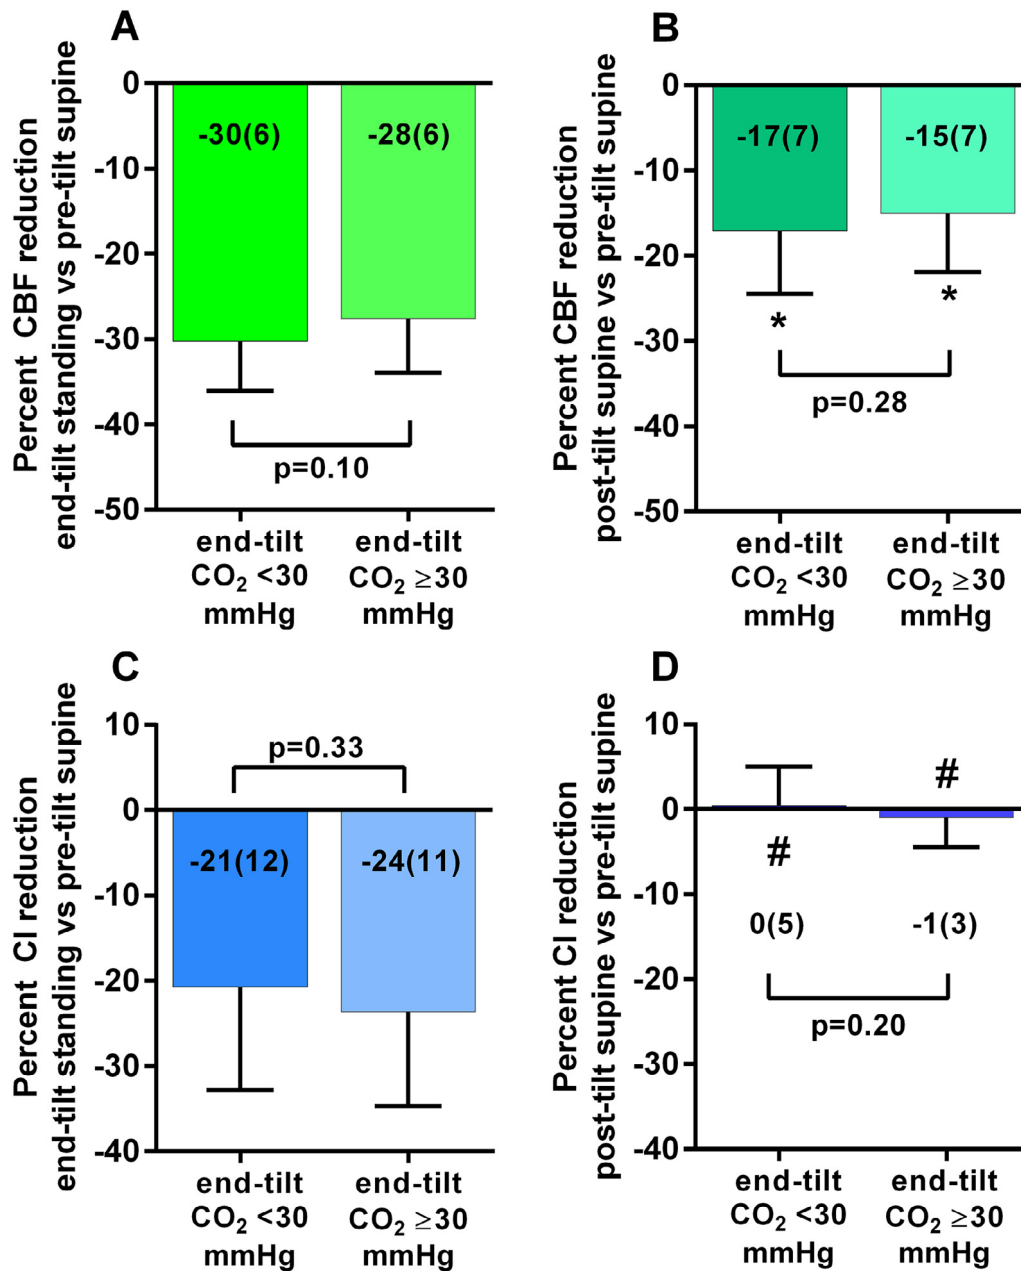 A
Percent CBF reduction
end-tilt standing vs pre-tilt supine
0
-10
-20
-30
-40
-50
-30(6)
-28(6)
p=0.10
end-tilt
CO₂ <30
mmHg
end-tilt
CO₂ ≥30
mmHg
B
Percent CBF reduction
post-tilt supine vs pre-tilt supine
0
-10
-20
-30
-40
-50
-17(7)
-15(7)
*
*
p=0.28
end-tilt
CO₂ <30
mmHg
end-tilt
CO₂ ≥30
mmHg
C
Percent CI reduction
end-tilt standing vs pre-tilt supine
10
0
-10
-20
-30
-40
p=0.33
-21(12)
-24(11)
end-tilt
CO₂ <30
mmHg
end-tilt
CO₂ ≥30
mmHg
D
Percent CI reduction
post-tilt supine vs pre-tilt supine
10
0
-10
-20
-30
-40
#
#
0(5)
-1(3)
p=0.20
end-tilt
CO₂ <30
mmHg
end-tilt
CO₂ ≥30
mmHg